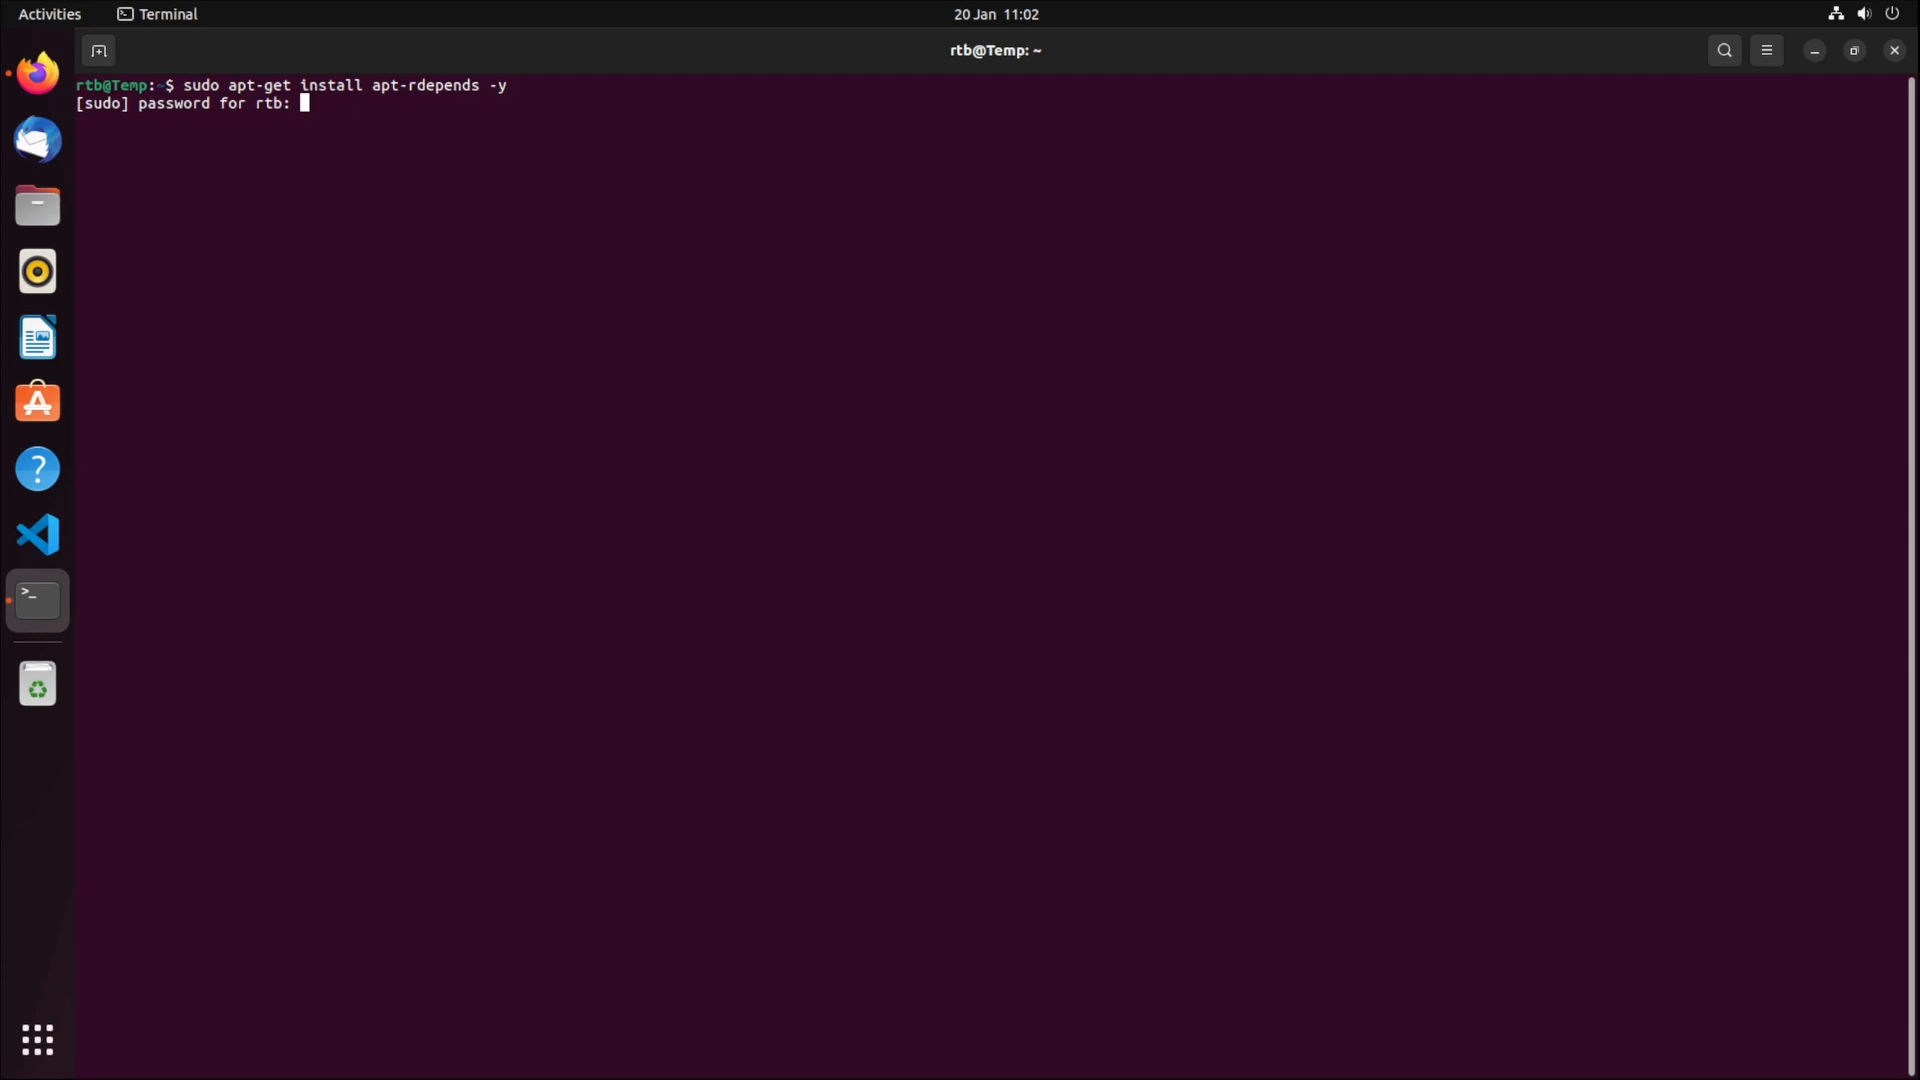 Activities
Terminal
20 Jan 11:02
rtb@Temp: ~
rtb@Temp:~$ sudo apt-get install apt-rdepends -y
[sudo] password for rtb: